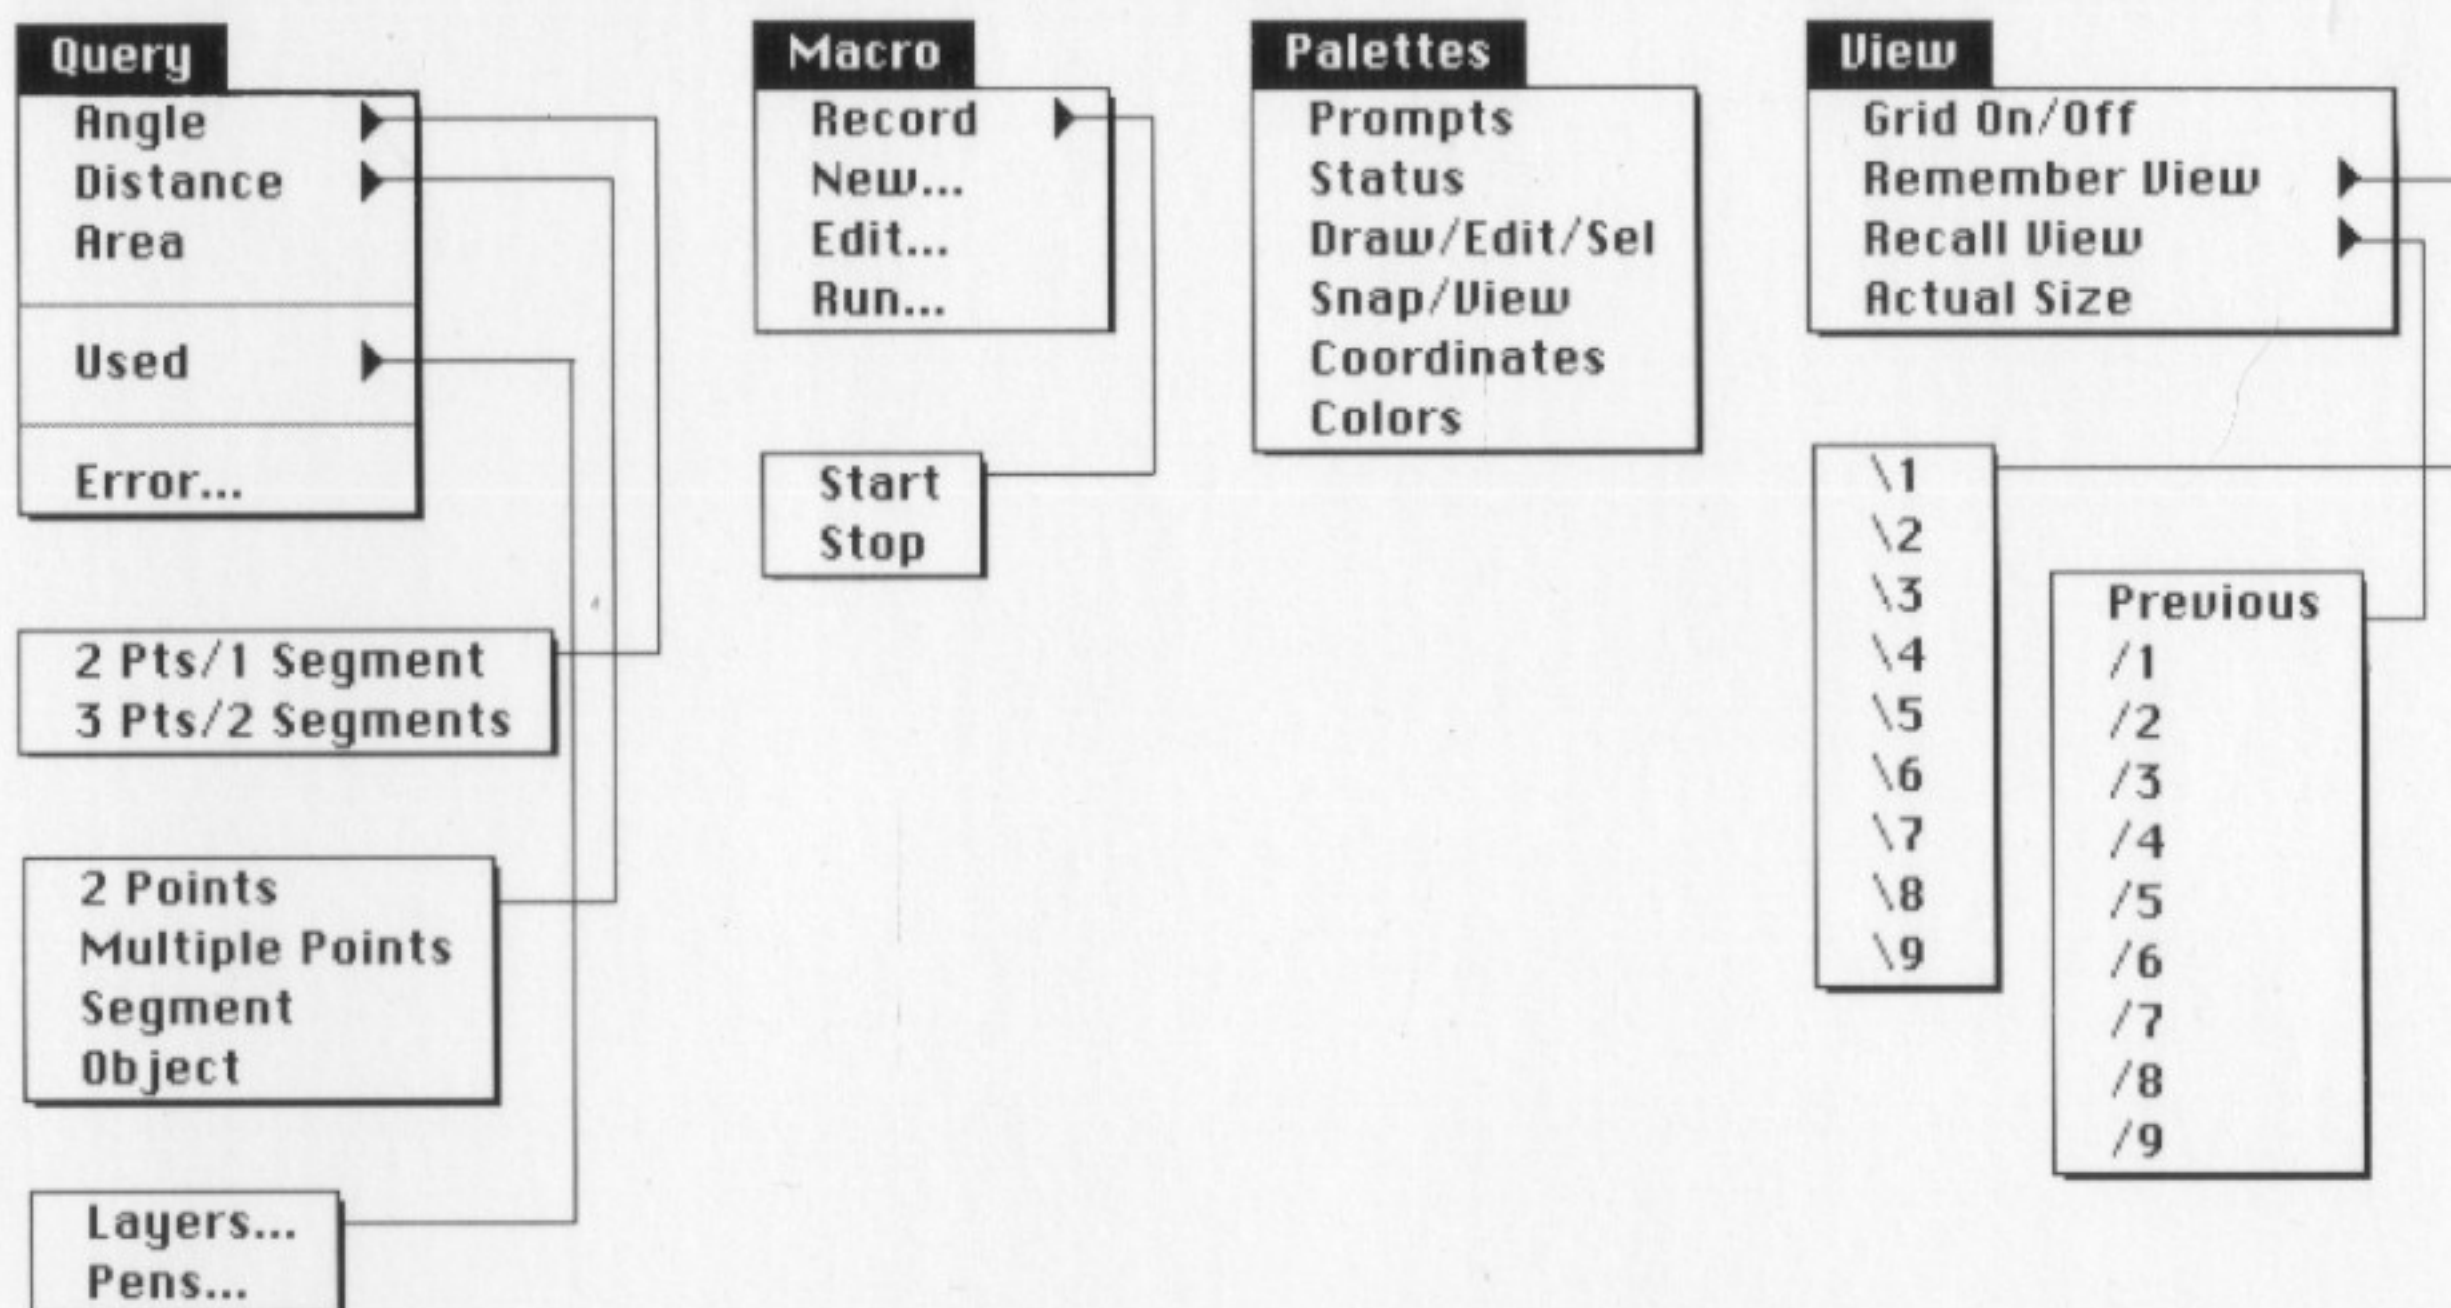 Query
Angle
Distance
Area
Used
Error...
2 Pts/1 Segment
3 Pts/2 Segments
2 Points
Multiple Points
Segment
Object
Layers...
Pens...
Macro
Record
New...
Edit...
Run...
Start
Stop
Palettes
Prompts
Status
Draw/Edit/Sel
Snap/View
Coordinates
Colors
View
Grid On/Off
Remember View
Recall View
Actual Size
\1
\2
\3
\4
\5
\6
\7
\8
\9
Previous
/1
/2
/3
/4
/5
/6
/7
/8
/9